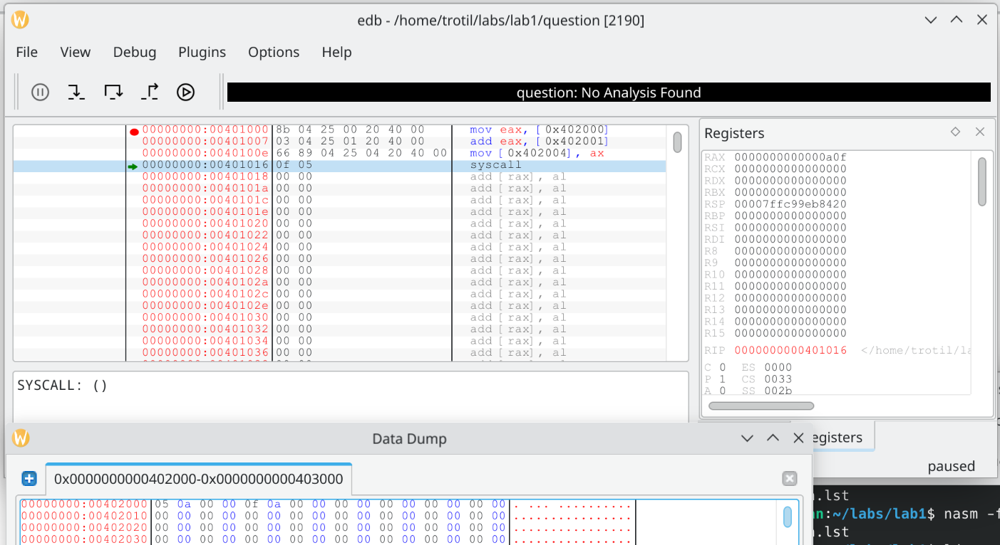 edb - /home/trotil/labs/lab1/question [2190]
File View Debug Plugins Options Help
question: No Analysis Found
00000000:00401000 8b 04 25 00 20 40 00 mov eax, [0x402000]
00000000:00401007 03 04 25 01 20 40 00 add eax, [0x402001]
00000000:0040100e 66 89 04 25 04 20 40 00 mov [0x402004], ax
00000000:00401016 0f 05 syscall
00000000:00401018 00 00 add [rax], al
00000000:0040101a 00 00 add [rax], al
00000000:0040101c 00 00 add [rax], al
00000000:0040101e 00 00 add [rax], al
00000000:00401020 00 00 add [rax], al
00000000:00401022 00 00 add [rax], al
00000000:00401024 00 00 add [rax], al
00000000:00401026 00 00 add [rax], al
00000000:00401028 00 00 add [rax], al
00000000:0040102a 00 00 add [rax], al
00000000:0040102c 00 00 add [rax], al
00000000:0040102e 00 00 add [rax], al
00000000:00401030 00 00 add [rax], al
00000000:00401032 00 00 add [rax], al
00000000:00401034 00 00 add [rax], al
00000000:00401036 00 00 add [rax], al
Registers
RAX 0000000000000a0f
RCX 0000000000000000
RDX 0000000000000000
RBX 0000000000000000
RSP 00007ffc99eb8420
RBP 0000000000000000
RSI 0000000000000000
RDI 0000000000000000
R8 0000000000000000
R9 0000000000000000
R10 0000000000000000
R11 0000000000000000
R12 0000000000000000
R13 0000000000000000
R14 0000000000000000
R15 0000000000000000
RIP 0000000000401016 </home/trotil/la
C 0 ES 0000
P 1 CS 0033
A 0 SS 002b
SYSCALL: ()
egisters
paused
Data Dump
0x0000000000402000-0x0000000000403000
00000000:00402000 05 0a 00 00 0f 0a 00 00 00 00 00 00 00 00 00 00 . ... ..........
00000000:00402010 00 00 00 00 00 00 00 00 00 00 00 00 00 00 00 00 ................
00000000:00402020 00 00 00 00 00 00 00 00 00 00 00 00 00 00 00 00 ................
00000000:00402030 00 00 00 00 00 00 00 00 00 00 00 00 00 00 00 00 ................
.lst
n:~/labs/lab1$ nasm -f
.lst